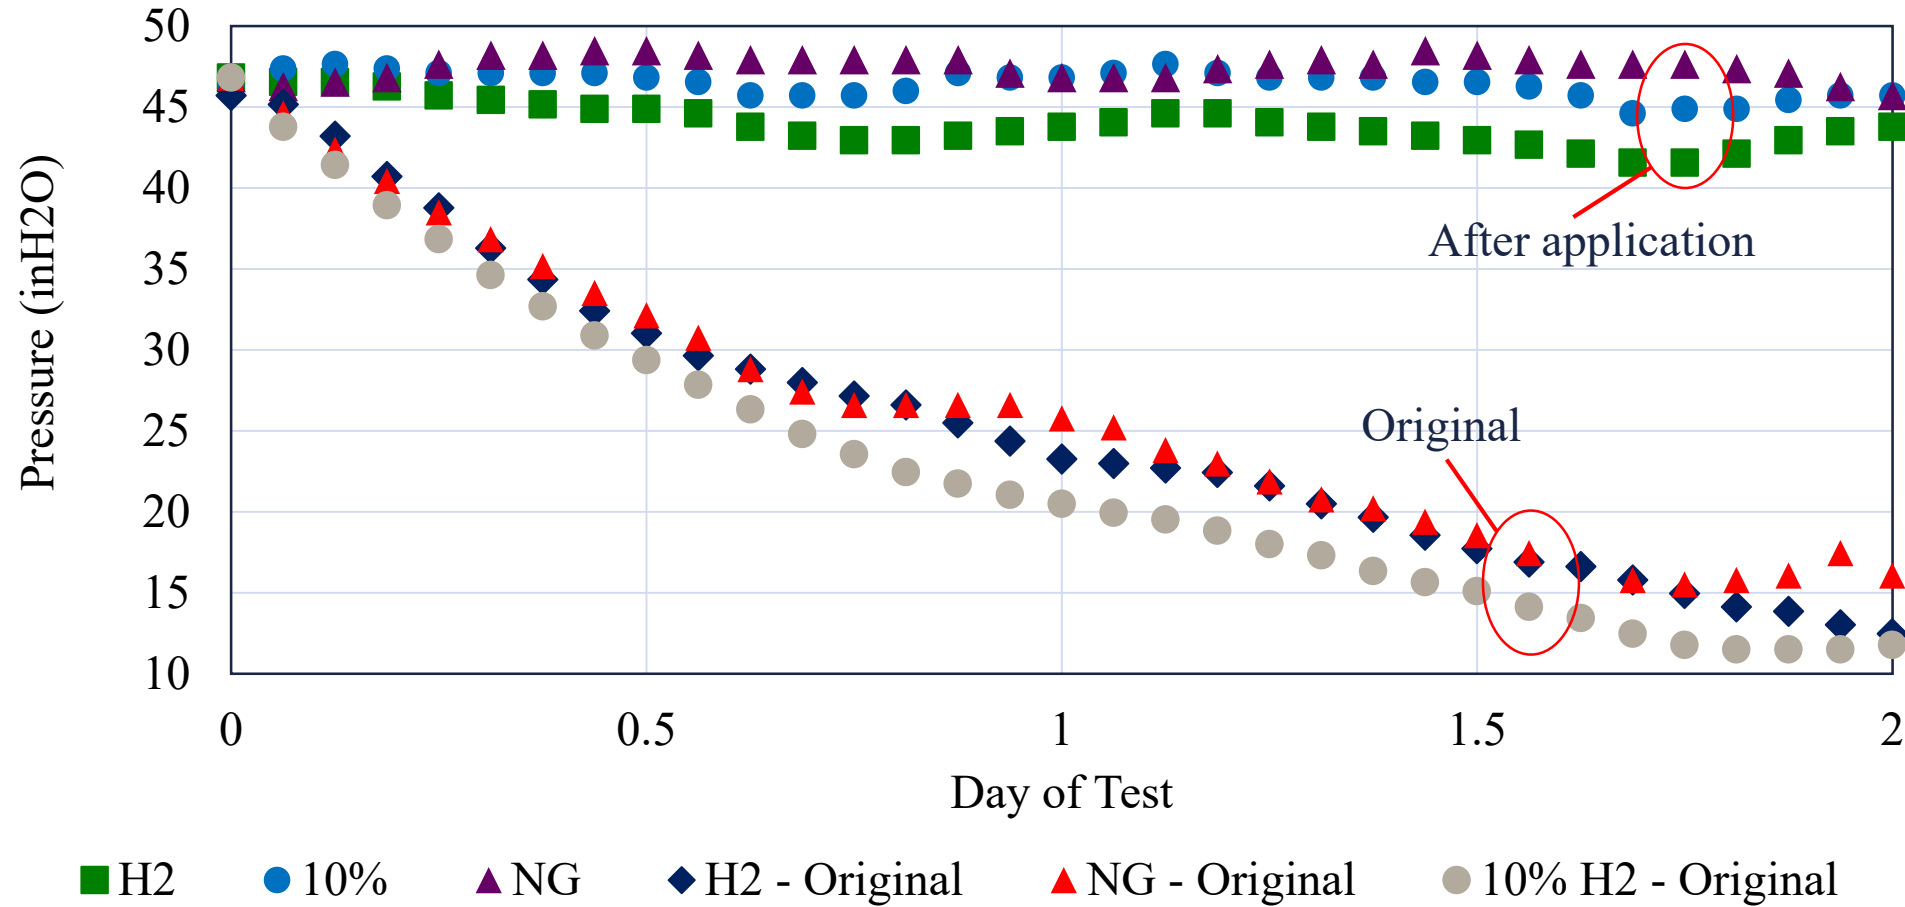 50
45
40
35
30
25
20
15
10
Pressure (inH2O)
After application
Original
0 0.5 1 1.5 2
Day of Test
H2 10% NG H2 - Original NG - Original 10% H2 - Original